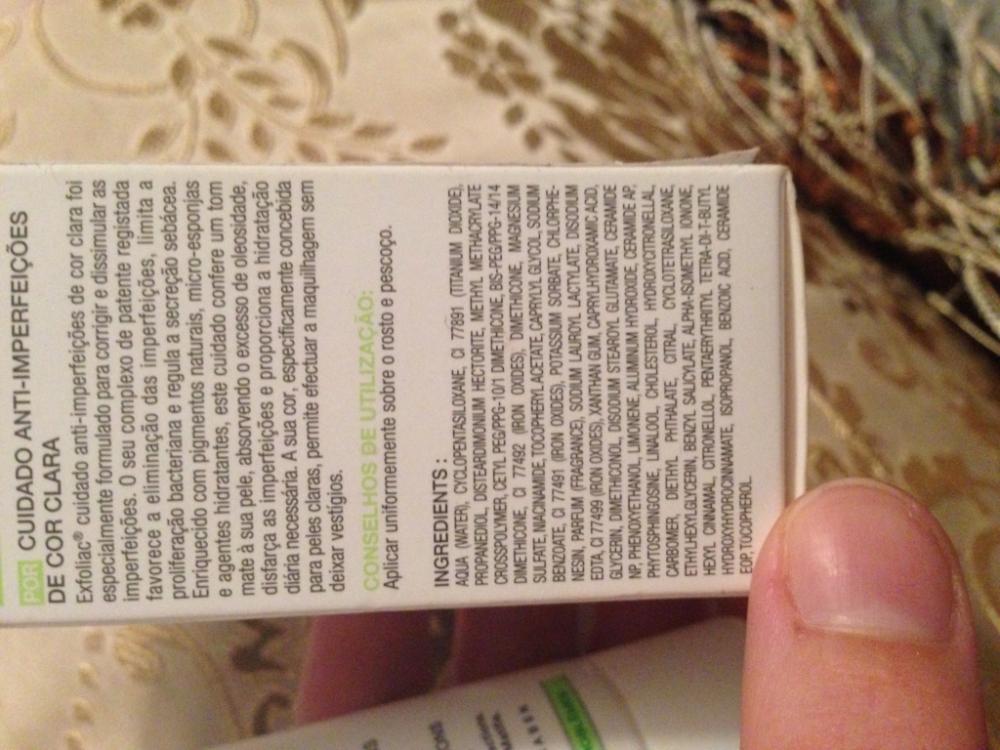 POR CUIDADO ANTI-IMPERFEIÇÕES
DE COR CLARA
Exfoliac® cuidado anti-imperfeições de cor clara foi
especialmente formulado para corrigir e dissimular as
imperfeições. O seu complexo de patente registada
favorece a eliminação das imperfeições, limita a
proliferação bacteriana e regula a secreção sebácea.
Enriquecido com pigmentos naturais, micro-esponjas
e agentes hidratantes, este cuidado confere um tom
mate à sua pele, absorvendo o excesso de oleosidade,
disfarça as imperfeições e proporciona a hidratação
diária necessária. A sua cor, especificamente concebida
para peles claras, permite efectuar a maquilhagem sem
deixar vestígios.
CONSELHOS DE UTILIZAÇÃO:
Aplicar uniformemente sobre o rosto e pescoço.
INGREDIENTS :
AQUA (WATER), CYCLOPENTASILOXANE, CI 77891 (TITANIUM DIOXIDE),
PROPANEDIOL, DISTEARDIMONIUM HECTORITE, METHYL METHACRYLATE
CROSSPOLYMER, CETYL PEG/PPG-10/1 DIMETHICONE, BIS-PEG/PPG-14/14
DIMETHICONE, CI 77492 (IRON OXIDES), DIMETHICONE, MAGNESIUM
SULFATE, NIACINAMIDE, TOCOPHERYL ACETATE, CAPRYLYL GLYCOL, SODIUM
BENZOATE, CI 77491 (IRON OXIDES), POTASSIUM SORBATE, CHLORPHE-
NESIN, PARFUM (FRAGRANCE), SODIUM LAUROYL LACTYLATE, DISODIUM
EDTA, CI 77499 (IRON OXIDES), XANTHAN GUM, CAPRYLHYDROXAMIC ACID,
GLYCERIN, DIMETHICONOL, DISODIUM STEAROYL GLUTAMATE, CERAMIDE
NP, PHENOXYETHANOL, LIMONENE, ALUMINUM HYDROXIDE, CERAMIDE AP,
PHYTOSPHINGOSINE, LINALOOL, CHOLESTEROL, HYDROXYCITRONELLAL,
CARBOMER, DIETHYL PHTHALATE, CITRAL, CYCLOTETRASILOXANE,
ETHYLHEXYLGLYCERIN, BENZYL SALICYLATE, ALPHA-ISOMETHYL IONONE,
HEXYL CINNAMAL, CITRONELLOL, PENTAERYTHRITYL TETRA-DI-T-BUTYL
HYDROXYHYDROCINNAMATE, ISOPROPANOL, BENZOIC ACID, CERAMIDE
EOP, TOCOPHEROL